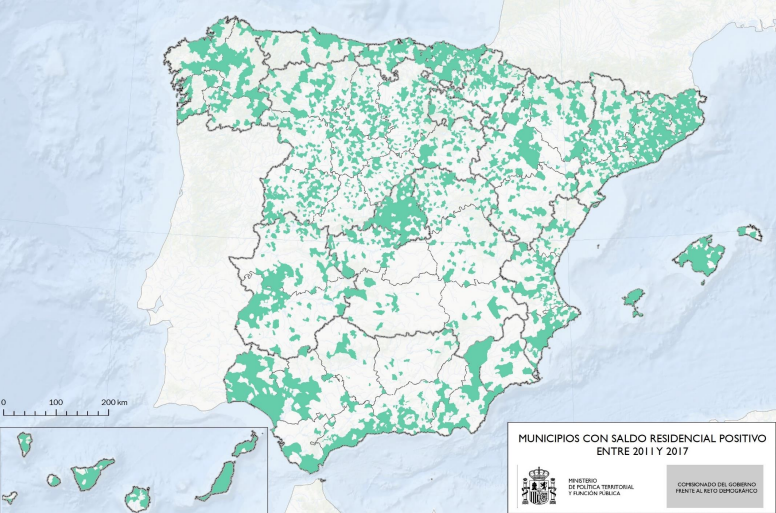 0 100 200 km
MUNICIPIOS CON SALDO RESIDENCIAL POSITIVO
ENTRE 2011 Y 2017
MINISTERIO
DE POLÍTICA TERRITORIAL
Y FUNCIÓN PÚBLICA
COMISIONADO DEL GOBIERNO
FRENTE AL RETO DEMOGRÁFICO